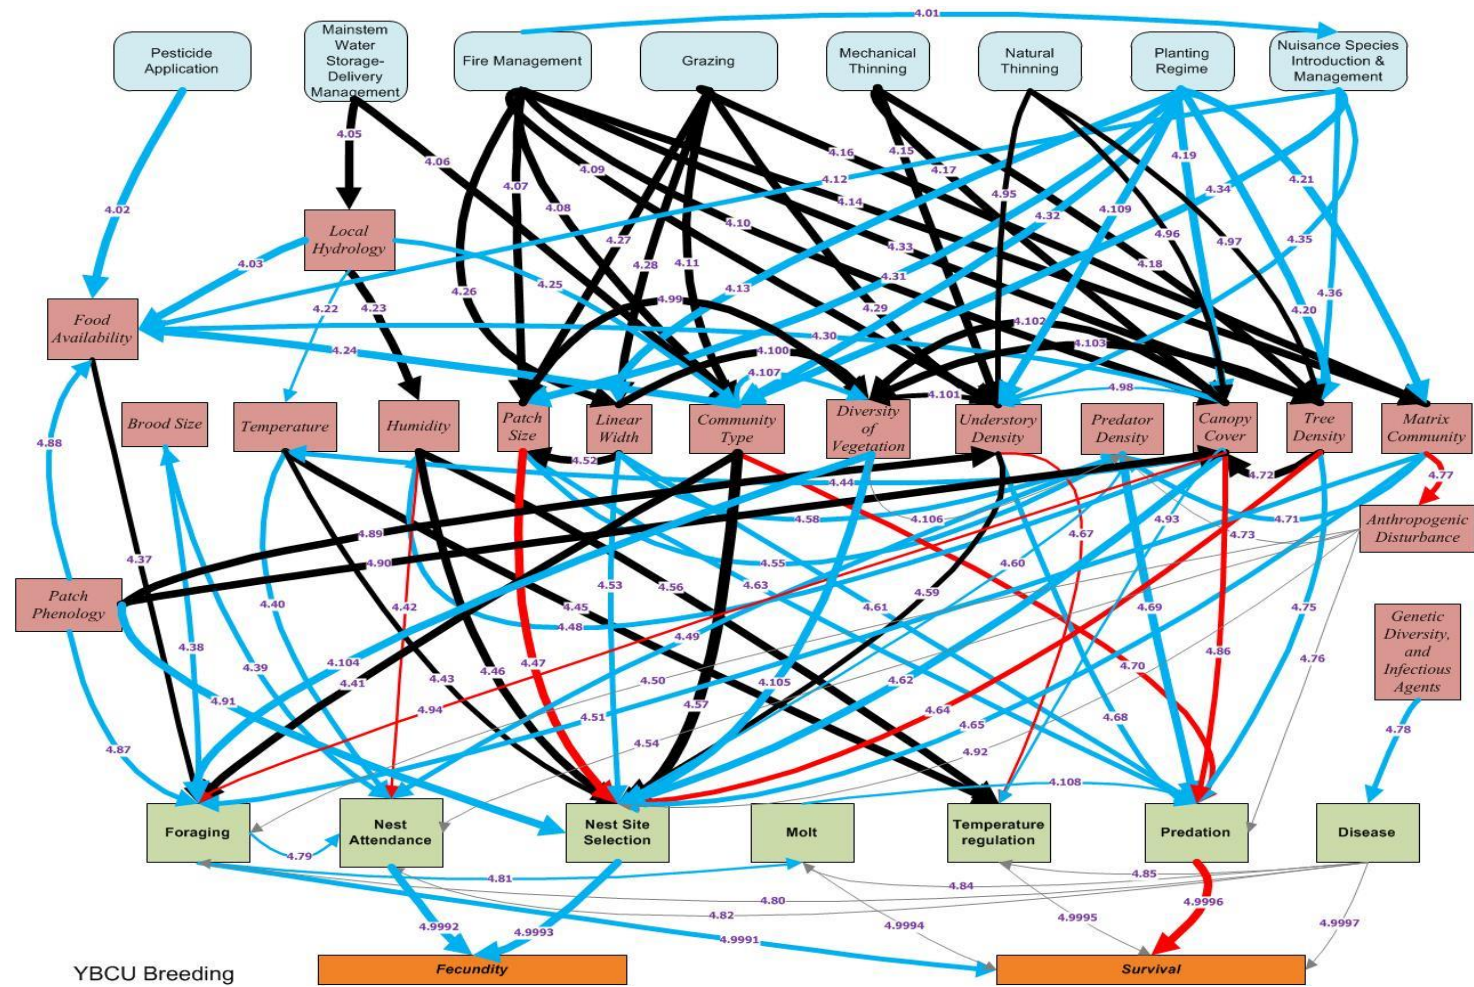 4.01
Pesticide
Application
Mainstem
Water
Storage-
Delivery
Management
Fire Management
Grazing
Mechanical
Thinning
Natural
Thinning
Planting
Regime
Nuisance Species
Introduction &
Management
4.05
4.06
4.07
4.08
4.09
4.16
4.12
4.14
4.15
4.17
4.95
4.19
4.21
4.34
4.32
4.109
4.02
4.27
4.28
4.11
4.10
4.33
4.31
4.18
4.96
4.97
4.35
Local
Hydrology
4.03
4.22
4.23
4.25
4.26
4.13
4.99
4.29
4.36
4.20
Food
Availability
4.24
4.30
4.102
4.103
4.100
4.107
4.101
4.98
Brood Size
Temperature
Humidity
Patch
Size
Linear
Width
Community
Type
Diversity
of
Vegetation
Understory
Density
Predator
Density
Canopy
Cover
Tree
Density
Matrix
Community
4.88
4.52
4.44
4.72
4.77
4.58
4.106
4.93
4.71
4.73
4.67
Anthropogenic
Disturbance
4.89
4.90
4.37
4.55
4.60
4.53
4.56
4.63
4.59
Patch
Phenology
4.40
4.42
4.45
4.48
4.61
4.69
4.75
Genetic
Diversity,
and
Infectious
Agents
4.38
4.39
4.104
4.41
4.43
4.46
4.47
4.49
4.50
4.105
4.62
4.70
4.86
4.76
4.91
4.94
4.51
4.57
4.64
4.65
4.68
4.87
4.54
4.92
4.78
4.108
Foraging
Nest
Attendance
Nest Site
Selection
Molt
Temperature
regulation
Predation
Disease
4.79
4.81
4.80
4.82
4.84
4.85
4.9992
4.9993
4.9991
4.9994
4.9995
4.9996
4.9997
YBCU Breeding
Fecundity
Survival